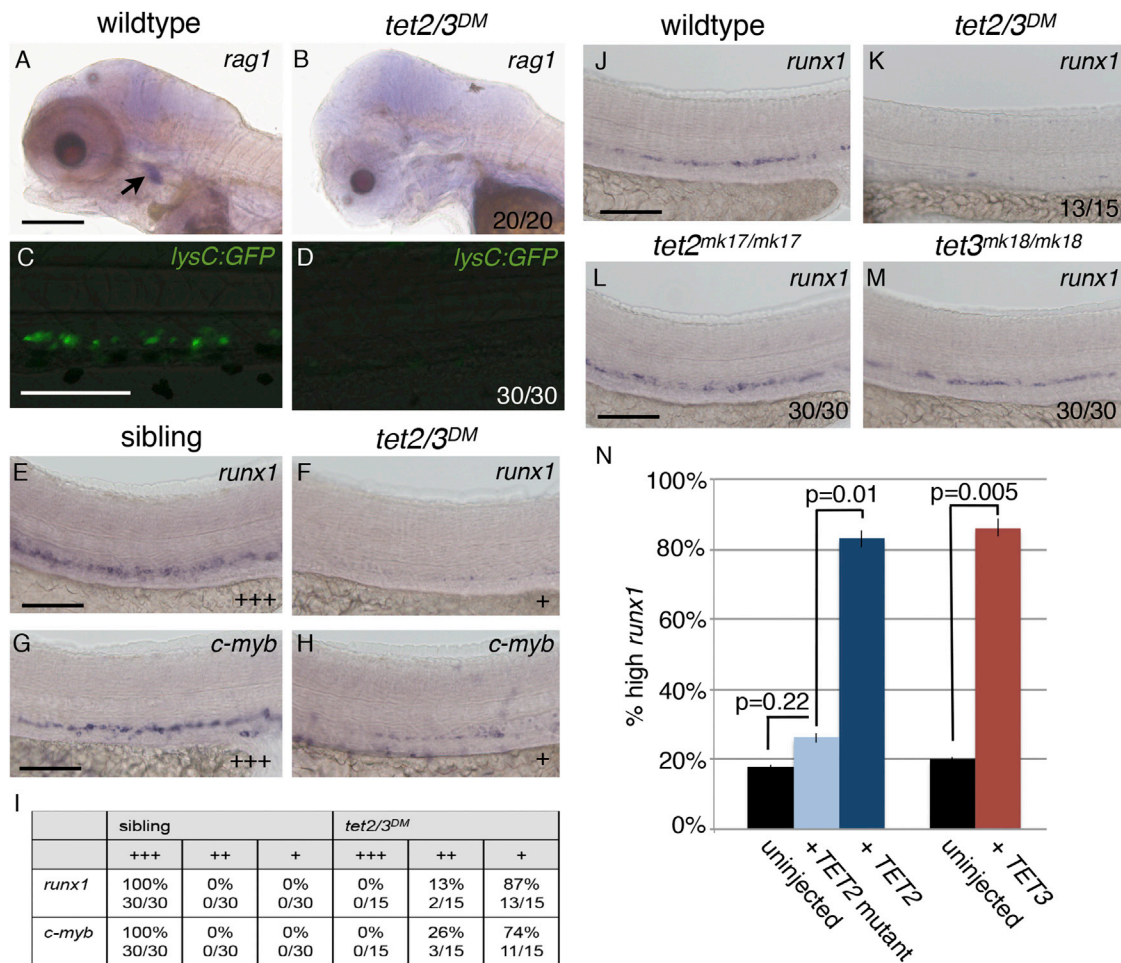 wildtype
tet2/3DM
A
rag1
B
rag1
20/20
C
lysC:GFP
D
lysC:GFP
30/30
sibling
tet2/3DM
E
runx1
+++
F
runx1
+
G
c-myb
+++
H
c-myb
+
I
sibling
tet2/3DM
+++
++
+
+++
++
+
runx1
100%
30/30
0%
0/30
0%
0/30
0%
0/15
13%
2/15
87%
13/15
c-myb
100%
30/30
0%
0/30
0%
0/30
0%
0/15
26%
3/15
74%
11/15
wildtype
tet2/3DM
J
runx1
K
runx1
13/15
tet2mk17/mk17
tet3mk18/mk18
L
runx1
30/30
M
runx1
30/30
N
100%
80%
60%
40%
20%
0%
% high runx1
p=0.22
p=0.01
p=0.005
uninjected
+ TET2 mutant
+ TET2
uninjected
+ TET3